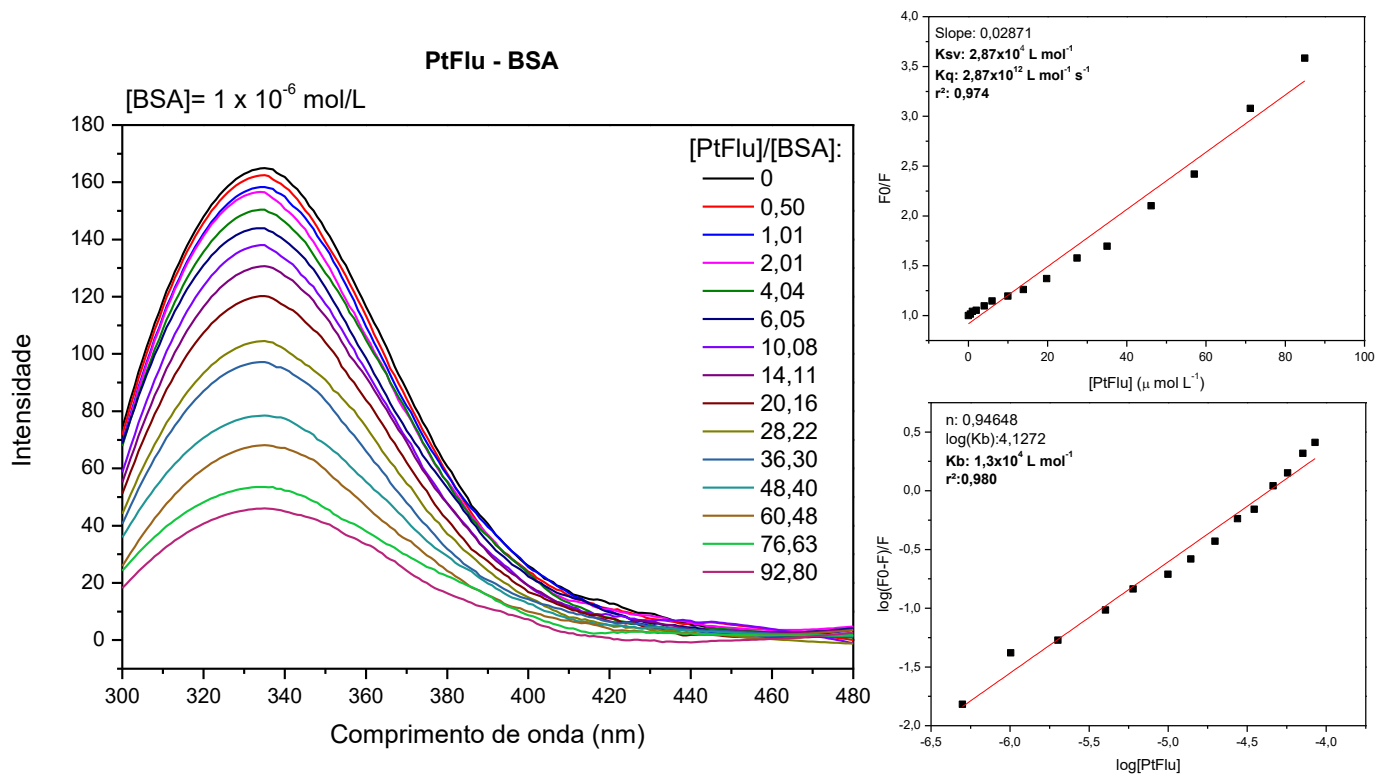 PtFlu - BSA
[BSA]= 1 x 10⁻⁶ mol/L
[PtFlu]/[BSA]:
0
0,50
1,01
2,01
4,04
6,05
10,08
14,11
20,16
28,22
36,30
48,40
60,48
76,63
92,80
180
160
140
120
100
80
60
40
20
0
Intensidade
300 320 340 360 380 400 420 440 460 480
Comprimento de onda (nm)
Slope: 0,02871
Ksv: 2,87x10⁴ L mol⁻¹
Kq: 2,87x10¹² L mol⁻¹ s⁻¹
r²: 0,974
4,0
3,5
3,0
2,5
2,0
1,5
1,0
F0/F
0 20 40 60 80 100
[PtFlu] (μ mol L⁻¹)
n: 0,94648
log(Kb):4,1272
Kb: 1,3x10⁴ L mol⁻¹
r²:0,980
0,5
0,0
-0,5
-1,0
-1,5
-2,0
log(F0-F)/F
-6,5 -6,0 -5,5 -5,0 -4,5 -4,0
log[PtFlu]